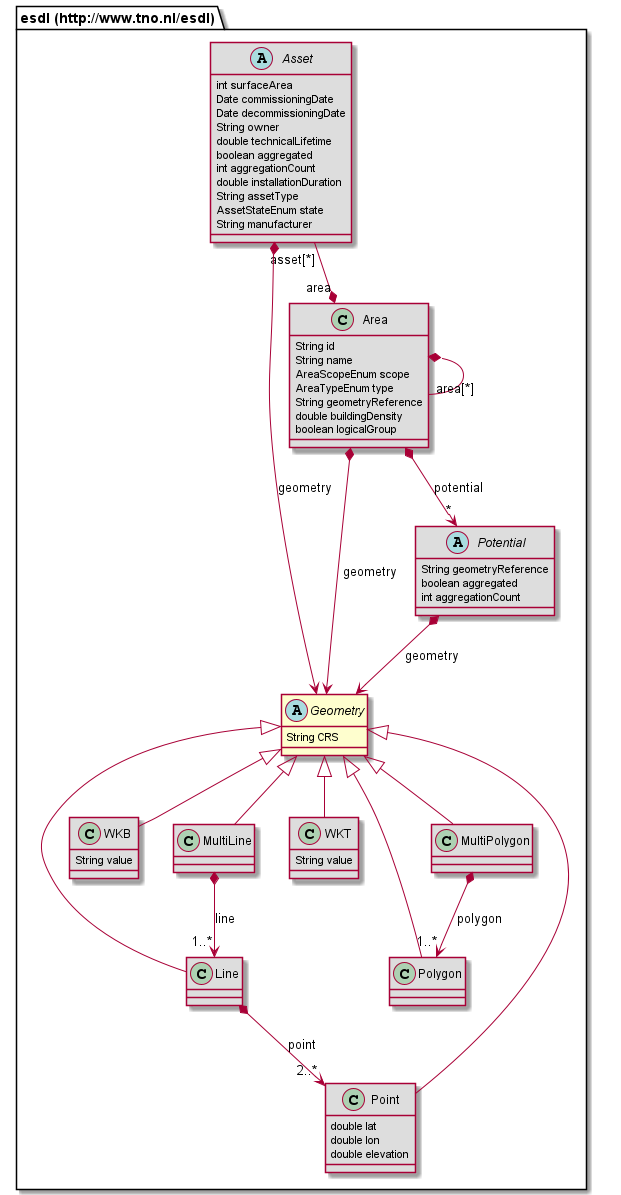 esdl (http://www.tno.nl/esdl)
A Asset
int surfaceArea
Date commissioningDate
Date decommissioningDate
String owner
double technicalLifetime
boolean aggregated
int aggregationCount
double installationDuration
String assetType
AssetStateEnum state
String manufacturer
asset[*]
area
C Area
String id
String name
AreaScopeEnum scope
AreaTypeEnum type
String geometryReference
double buildingDensity
boolean logicalGroup
area[*]
geometry
potential
*
A Potential
String geometryReference
boolean aggregated
int aggregationCount
geometry
geometry
A Geometry
String CRS
C WKB
String value
C MultiLine
C WKT
String value
C MultiPolygon
line
1..*
polygon
1..*
C Line
C Polygon
point
2..*
C Point
double lat
double lon
double elevation